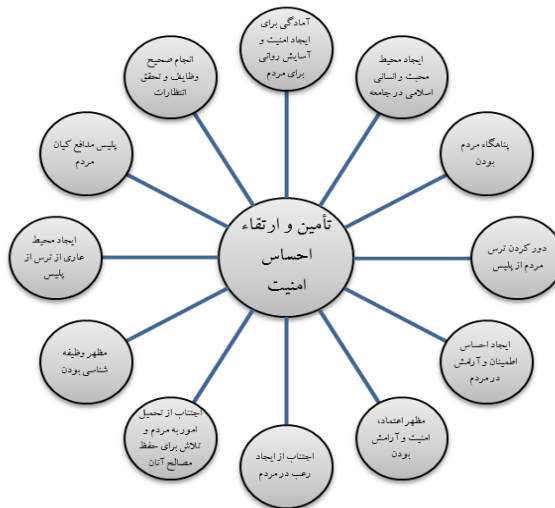 آمادگی برای
ایجاد امنیت و
آسایش روانی
برای مردم
ایجاد محیط
محبت و انسانی
اسلامی در جامعه
پناهگاه مردم
بودن
دور کردن ترس
مردم از پلیس
ایجاد احساس
اطمینان و آرامش
در مردم
مظهر اعتماد،
امنیت و آرامش
بودن
اجتناب از ایجاد
رعب در مردم
اجتناب از تحمیل
امور به مردم و
تلاش برای حفظ
مصالح آنان
مظهر وظیفه
شناسی بودن
ایجاد محیط
عاری از ترس از
پلیس
پلیس مدافع کیان
مردم
انجام صحیح
وظایف و تحقق
انتظارات
تأمین و ارتقاء
احساس
امنیت